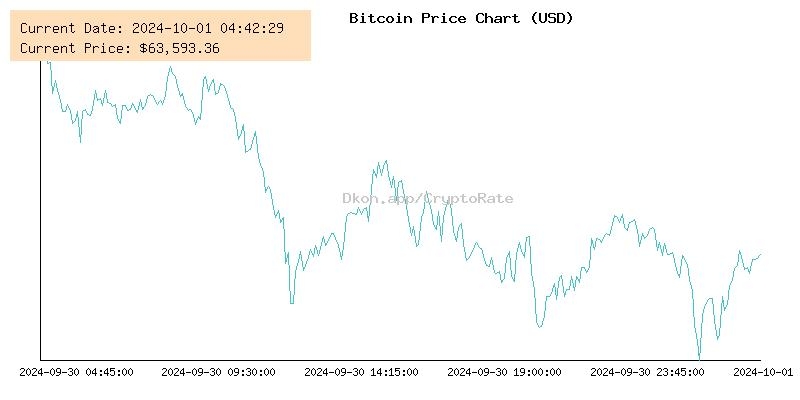 Bitcoin Price Chart (USD)
Current Date: 2024-10-01 04:42:29
Current Price: $63,593.36
Dkon.app/CryptoRate
2024-09-30 04:45:00 2024-09-30 09:30:00 2024-09-30 14:15:00 2024-09-30 19:00:00 2024-09-30 23:45:00 2024-10-01